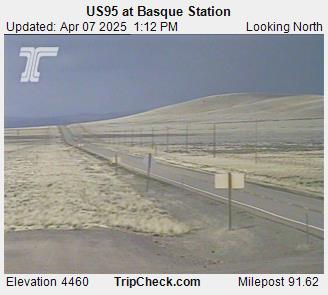 US95 at Basque Station
Updated: Apr 07 2025 1:12 PM Looking North
Elevation 4460 TripCheck.com Milepost 91.62